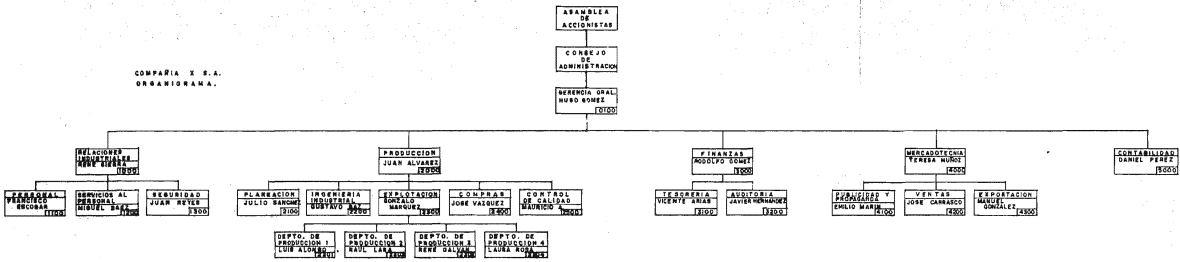 ASAMBLEA
DE
ACCIONISTAS
CONSEJO
DE
ADMINISTRACION
COMPAÑIA X S.A.
ORGANIGRAMA.
GERENCIA GRAL.
HUGO GOMEZ
0100
RELACIONES
INDUSTRIALES
RENE SIERRA
1000
PRODUCCION
JUAN ALVAREZ
2000
FINANZAS
RODOLFO GOMEZ
3000
MERCADOTECNIA
TERESA MUÑOZ
4000
CONTABILIDAD
DANIEL PEREZ
5000
PERSONAL
FRANCISCO
ESCOBAR
1100
SERVICIOS AL
PERSONAL
MIGUEL BAEZ
1200
SEGURIDAD
JUAN REYES
1300
PLANEACION
JULIO SANCHEZ
2100
INGENIERIA
INDUSTRIAL
GUSTAVO BAZ
2200
EXPLOTACION
GONZALO
MARQUEZ
2300
COMPRAS
JOSE VAZQUEZ
2400
CONTROL
DE CALIDAD
MAURICIO A.
2500
TESORERIA
VICENTE ARIAS
3100
AUDITORIA
JAVIER HERNANDEZ
3200
PUBLICIDAD Y
PROPAGANDA
EMILIO MARIN
4100
VENTAS
JOSE CARRASCO
4200
EXPORTACION
MANUEL
GONZALEZ
4300
DEPTO. DE
PRODUCCION 1
LUIS ALONSO
2301
DEPTO. DE
PRODUCCION 2
RAUL LARA
2302
DEPTO. DE
PRODUCCION 3
RENE GALVAN
2303
DEPTO. DE
PRODUCCION 4
LAURA ROSA
2304